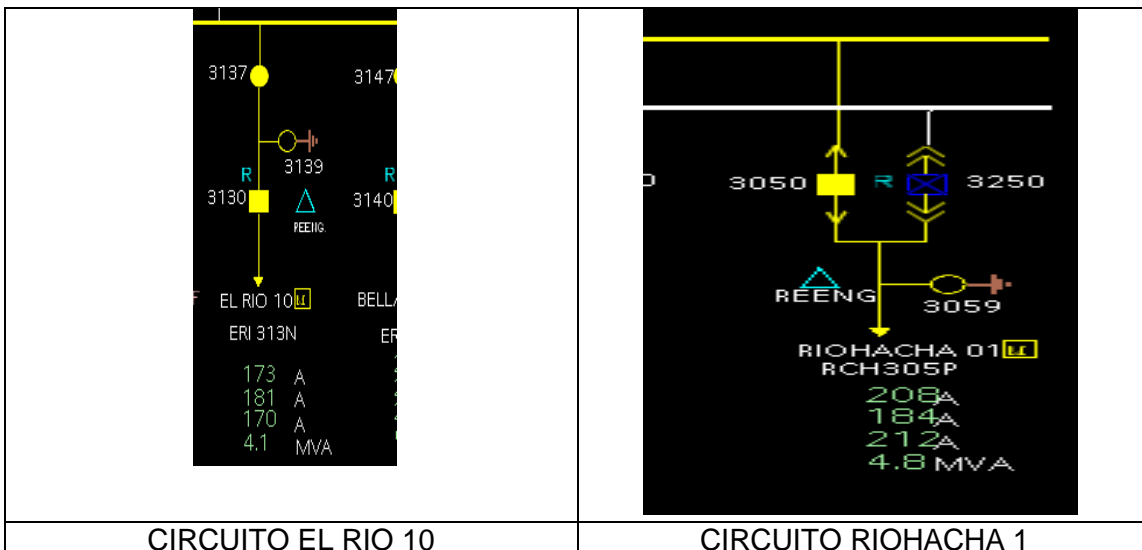 3137
3147
3139
R
R
3130
3140
REENG.
EL RIO 10
BELL
ERI 313N
ER
173 A
181 A
170 A
4.1 MVA
3050 R 3250
REENG
3059
RIOHACHA 01
RCH305P
208A
184A
212A
4.8 MVA
CIRCUITO EL RIO 10
CIRCUITO RIOHACHA 1